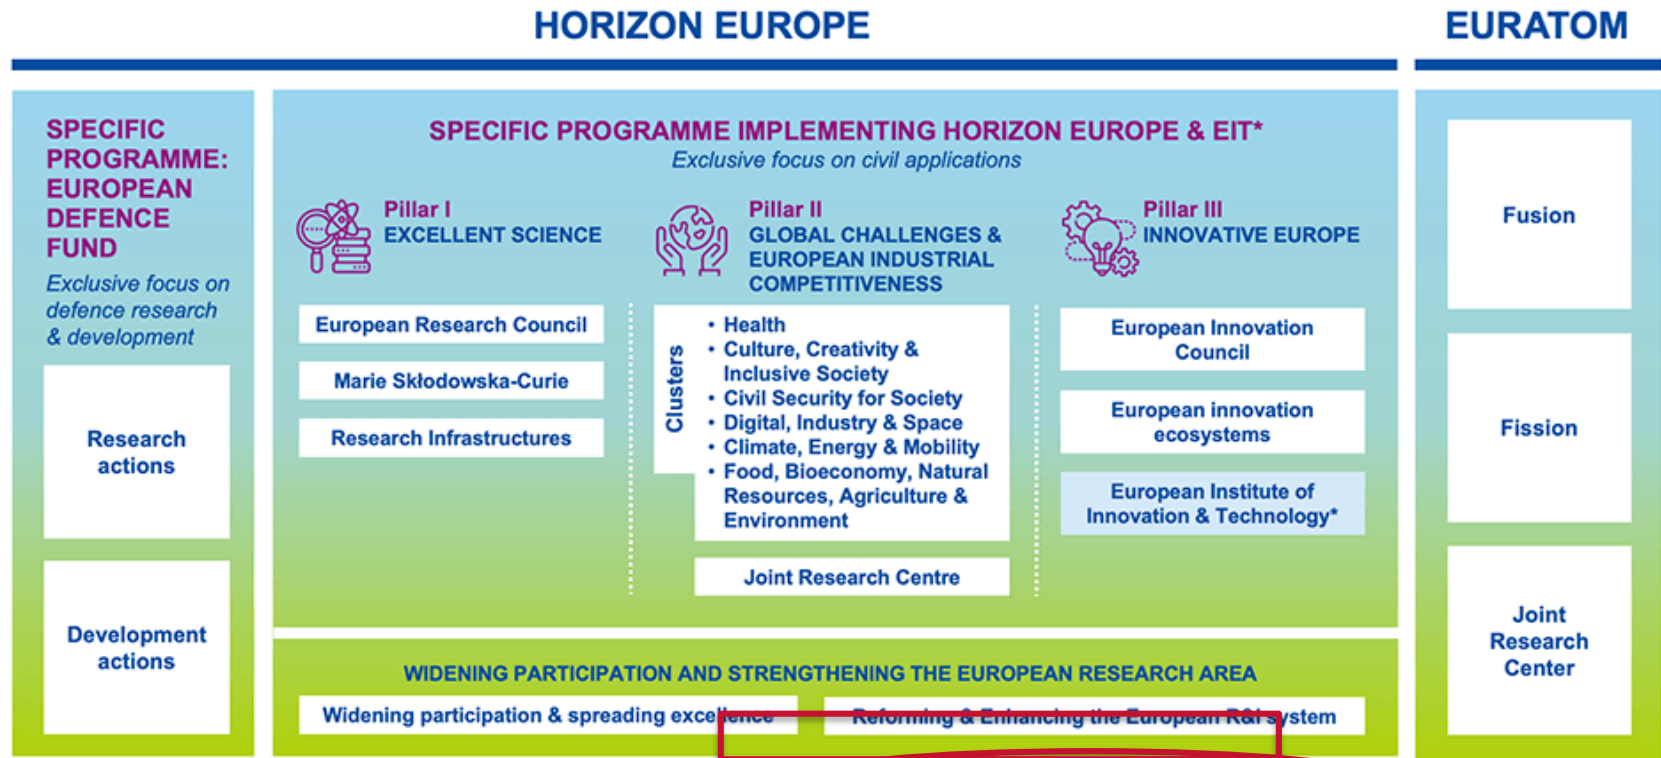 HORIZON EUROPE
EURATOM
SPECIFIC
PROGRAMME:
EUROPEAN
DEFENCE
FUND
Exclusive focus on
defence research
& development
Research
actions
Development
actions
SPECIFIC PROGRAMME IMPLEMENTING HORIZON EUROPE & EIT*
Exclusive focus on civil applications
Pillar I
EXCELLENT SCIENCE
European Research Council
Marie Skłodowska-Curie
Research Infrastructures
Pillar II
GLOBAL CHALLENGES &
EUROPEAN INDUSTRIAL
COMPETITIVENESS
Clusters
• Health
• Culture, Creativity &
Inclusive Society
• Civil Security for Society
• Digital, Industry & Space
• Climate, Energy & Mobility
• Food, Bioeconomy, Natural
Resources, Agriculture &
Environment
Joint Research Centre
Pillar III
INNOVATIVE EUROPE
European Innovation
Council
European innovation
ecosystems
European Institute of
Innovation & Technology*
WIDENING PARTICIPATION AND STRENGTHENING THE EUROPEAN RESEARCH AREA
Widening participation & spreading excellence
Reforming & Enhancing the European R&I system
Fusion
Fission
Joint
Research
Center